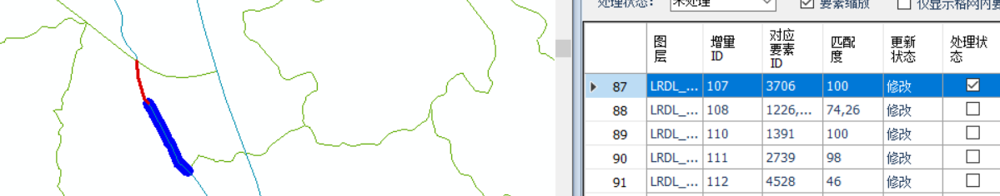 处理状态: 未处理 要素缩放 仅显示格网内要
图层 增量ID 对应要素ID 匹配度 更新状态 处理状态
87 LRDL_... 107 3706 100 修改
88 LRDL_... 108 1226,... 74,26 修改
89 LRDL_... 110 1391 100 修改
90 LRDL_... 111 2739 98 修改
91 LRDL_... 112 4528 46 修改